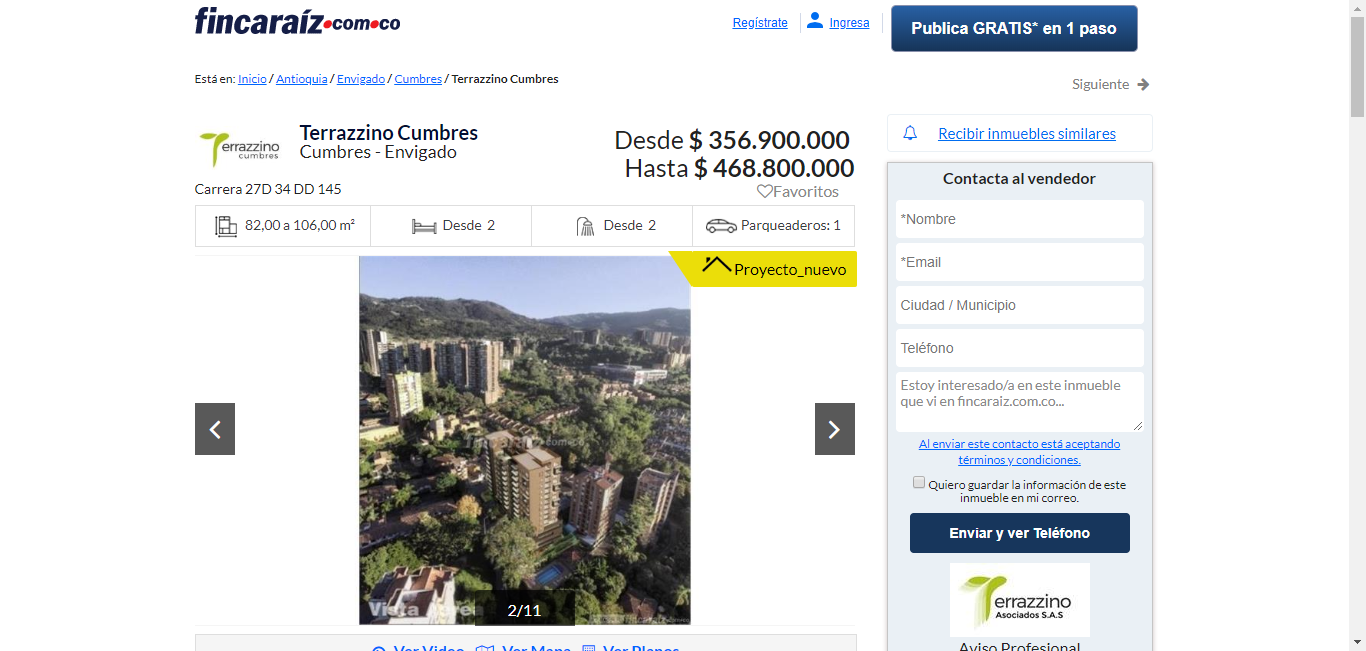 fincaraíz.com.co
Regístrate
Ingresa
Publica GRATIS* en 1 paso
Está en: Inicio / Antioquia / Envigado / Cumbres / Terrazzino Cumbres
Siguiente
Terrazzino cumbres
Terrazzino Cumbres
Cumbres - Envigado
Desde $ 356.900.000
Hasta $ 468.800.000
Carrera 27D 34 DD 145
Favoritos
82,00 a 106,00 m²
Desde 2
Desde 2
Parqueaderos: 1
Proyecto_nuevo
fincaraíz.com.co
Vista Aérea
2/11
Ver Video
Ver Mapa
Ver Planos
Recibir inmuebles similares
Contacta al vendedor
*Nombre
*Email
Ciudad / Municipio
Teléfono
Estoy interesado/a en este inmueble
que vi en fincaraiz.com.co...
Al enviar este contacto está aceptando
términos y condiciones.
Quiero guardar la información de este
inmueble en mi correo.
Enviar y ver Teléfono
Terrazzino
Asociados S.A.S
Aviso Profesional